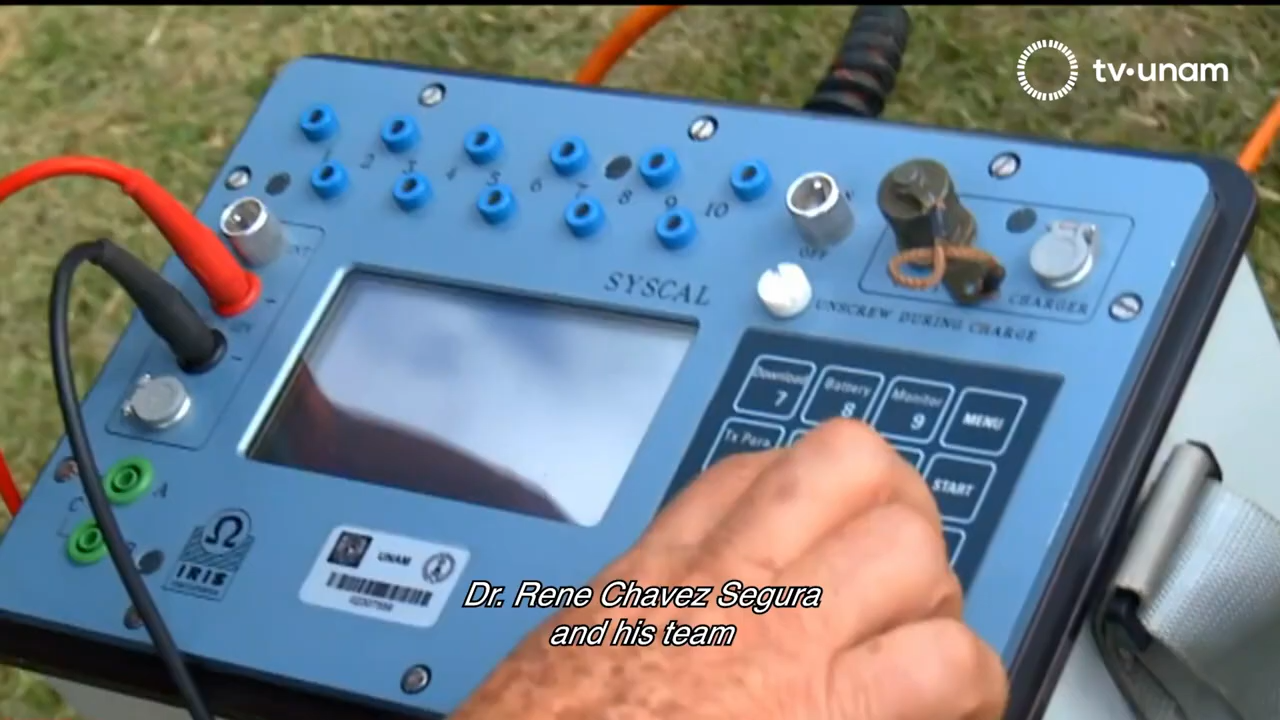 tv·unam
1 2 3 4 5 6 7 8 9 10
SYSCAL
OFF
CHARGER
UNSCREW DURING CHARGE
Download
7
Battery
8
Monitor
9
MENU
Tx Para.
START
12V
+
-
A
C
B
Ω
IRIS
UNAM
Dr. Rene Chavez Segura
and his team